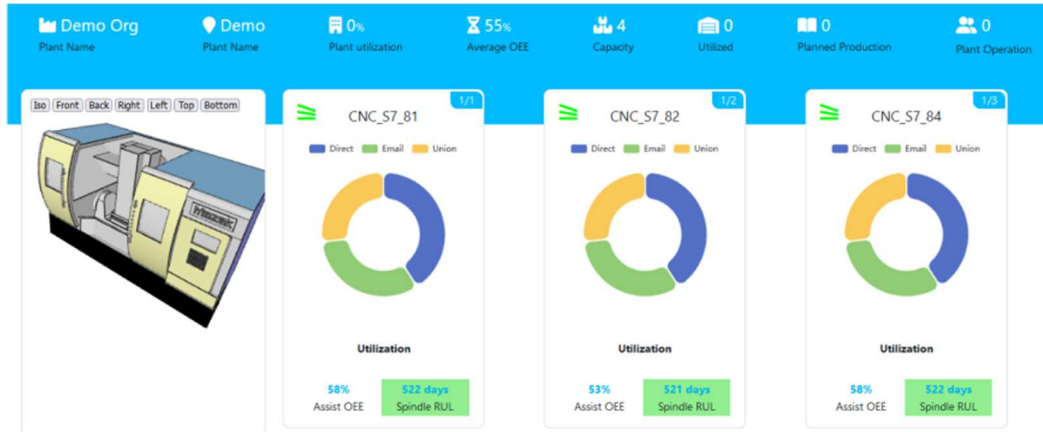 Demo Org
Plant Name
Demo
Plant Name
0%
Plant utilization
55%
Average OEE
4
Capacity
0
Utilized
0
Planned Production
0
Plant Operation
Iso Front Back Right Left Top Bottom
Mazak
1/1
CNC_S7_81
Direct Email Union
Utilization
58%
Assist OEE
522 days
Spindle RUL
1/2
CNC_S7_82
Direct Email Union
Utilization
53%
Assist OEE
521 days
Spindle RUL
1/3
CNC_S7_84
Direct Email Union
Utilization
58%
Assist OEE
522 days
Spindle RUL